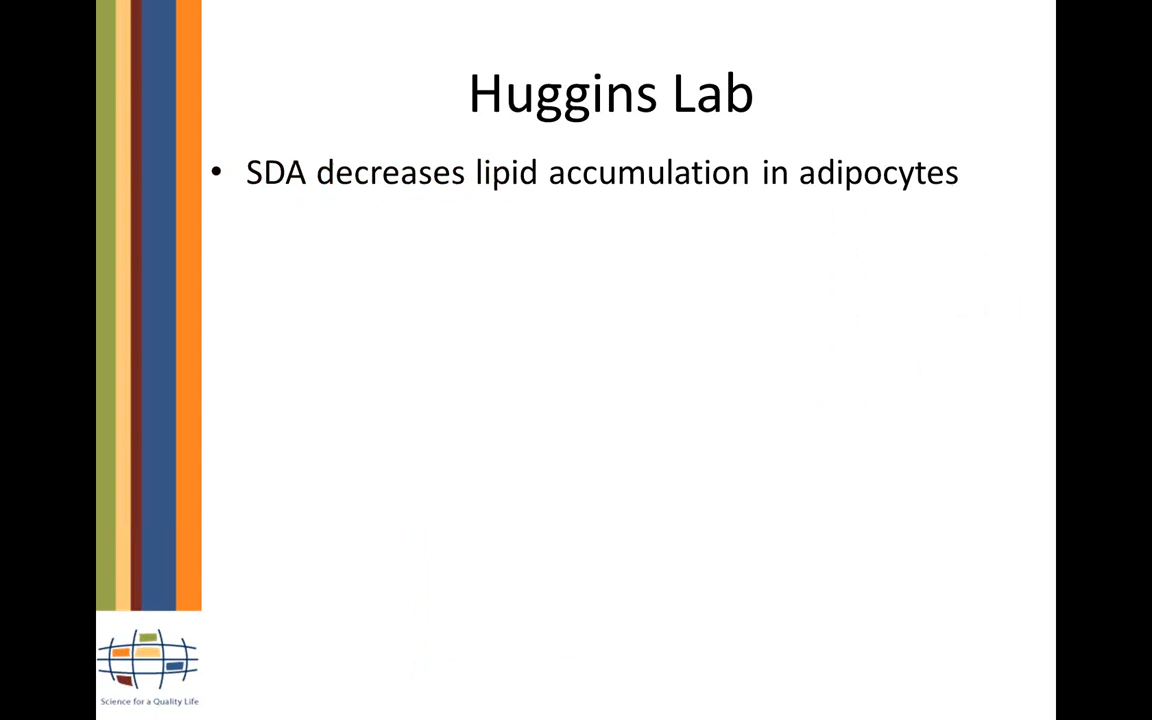 Huggins Lab
• SDA decreases lipid accumulation in adipocytes
Science for a Quality Life